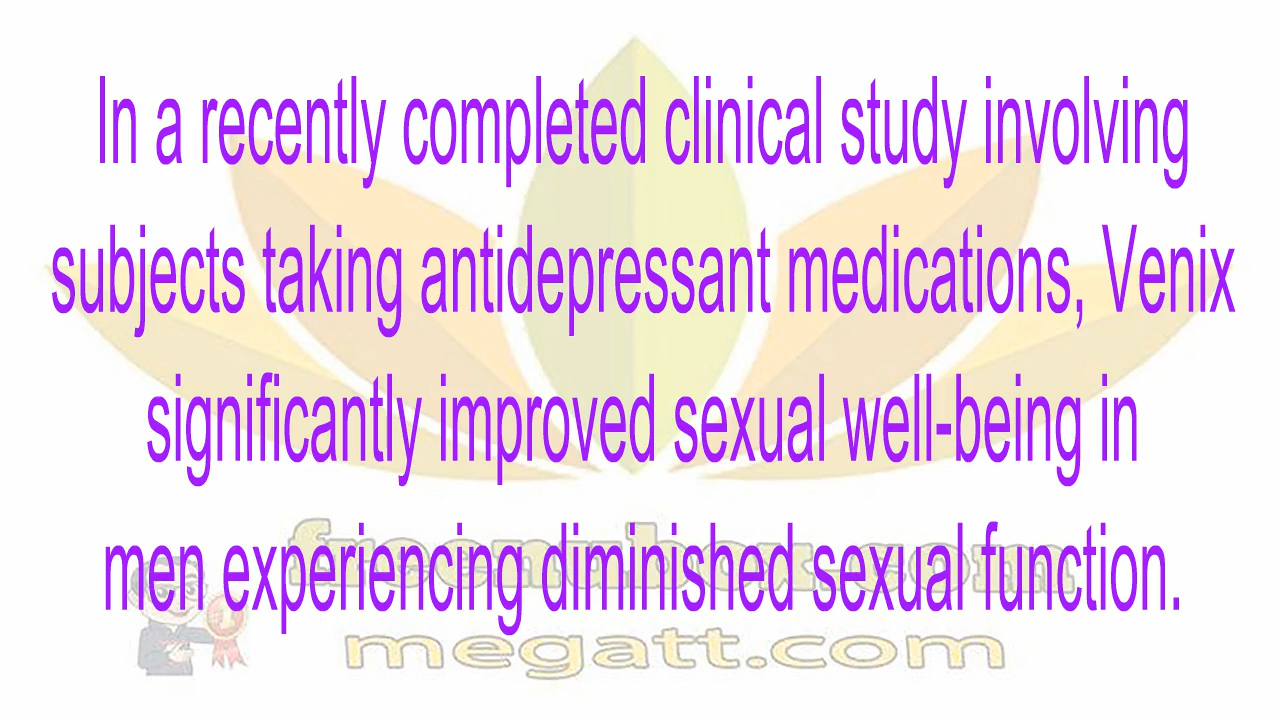 In a recently completed clinical study involving
subjects taking antidepressant medications, Venix
significantly improved sexual well-being in
men experiencing diminished sexual function.
megatt.com